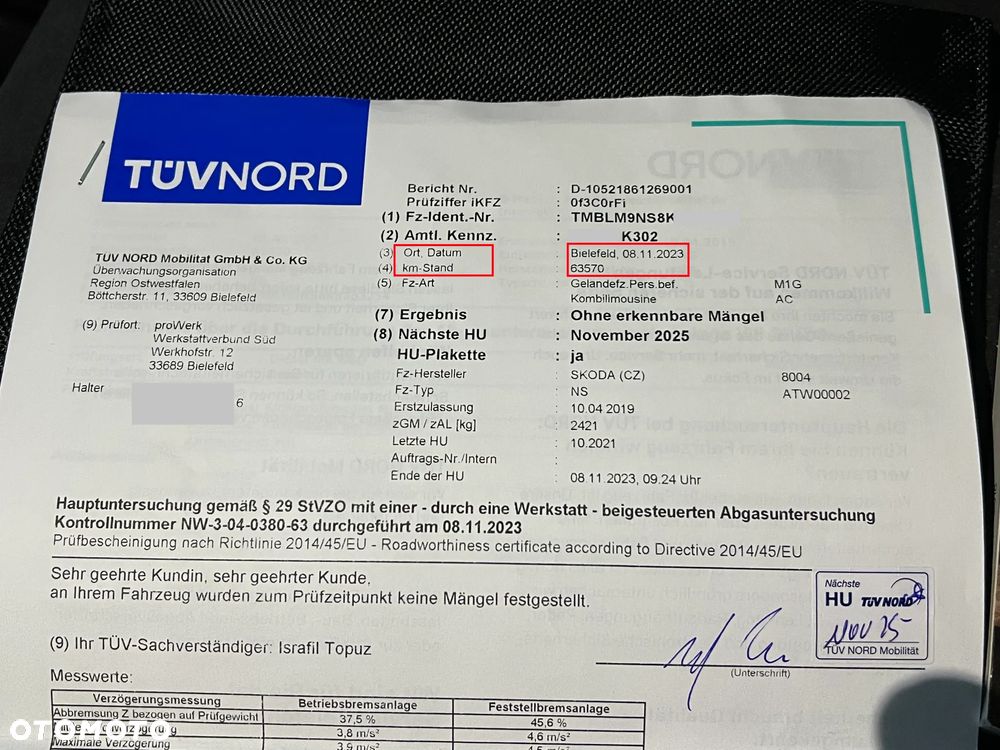 TÜVNORD
Bericht Nr. : D-10521861269001
Prüfziffer iKFZ : 0f3C0rFi
(1) Fz-Ident.-Nr. : TMBLM9NS8K
(2) Amtl. Kennz. : K302
(3) Ort, Datum : Bielefeld, 08.11.2023
(4) km-Stand : 63570
(5) Fz-Art : Geländefz.Pers.bef. M1G
Kombilimousine AC
(7) Ergebnis : Ohne erkennbare Mängel
(8) Nächste HU : November 2025
HU-Plakette : ja
Fz-Hersteller : SKODA (CZ) 8004
Fz-Typ : NS ATW00002
Erstzulassung : 10.04.2019
zGM / zAL [kg] : 2421
Letzte HU : 10.2021
Auftrags-Nr./Intern :
Ende der HU : 08.11.2023, 09.24 Uhr
TÜV NORD Mobilität GmbH & Co. KG
Überwachungsorganisation
Region Ostwestfalen
Böttcherstr. 11, 33609 Bielefeld
(9) Prüfort: proWerk
Werkstattverbund Süd
Werkhofstr. 12
33689 Bielefeld
Halter
6
Hauptuntersuchung gemäß § 29 StVZO mit einer - durch eine Werkstatt - beigesteuerten Abgasuntersuchung
Kontrollnummer NW-3-04-0380-63 durchgeführt am 08.11.2023
Prüfbescheinigung nach Richtlinie 2014/45/EU - Roadworthiness certificate according to Directive 2014/45/EU
Sehr geehrte Kundin, sehr geehrter Kunde,
an Ihrem Fahrzeug wurden zum Prüfzeitpunkt keine Mängel festgestellt.
Nächste
HU TÜV NORD
NOV 25
TÜV NORD Mobilität
(9) Ihr TÜV-Sachverständiger: Israfil Topuz
(Unterschrift)
Messwerte:
Verzögerungsmessung Betriebsbremsanlage Feststellbremsanlage
Abbremsung Z bezogen auf Prüfgewicht 37,5 % 45,6 %
3,8 m/s² 4,6 m/s²
Maximale Verzögerung 3,9 m/s² 4,5 m/s²
OTOMOTO